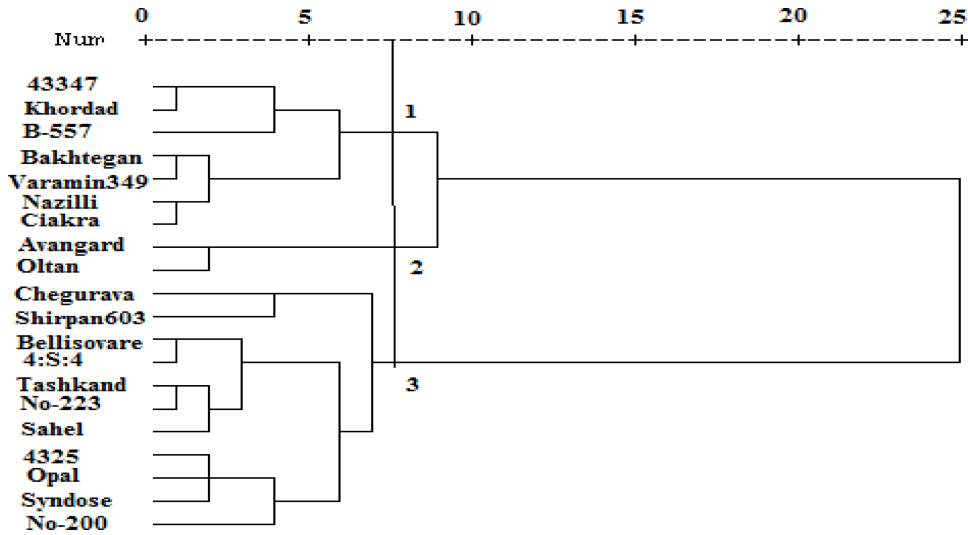 0 5 10 15 20 25
Num
43347
1
Khordad
B-557
Bakhtegan
Varamin349
Nazilli
Ciakra
Avangard
Oltan
2
Chegurava
Shirpan603
Bellisovare
4:S:4
Tashkand
3
No-223
Sahel
4325
Opal
Syndose
No-200